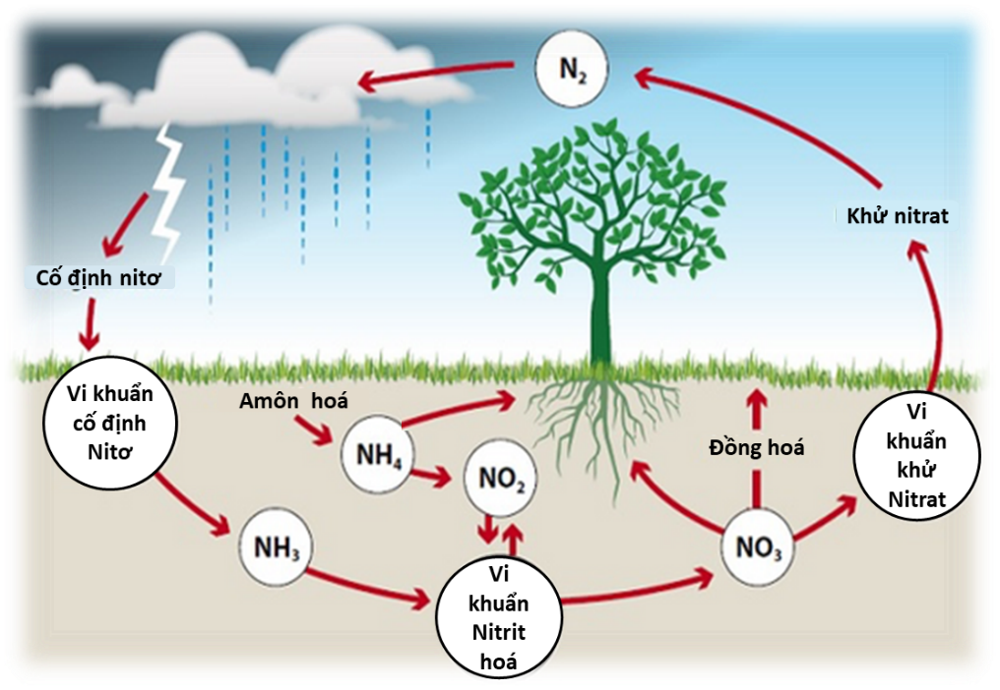 N₂
Khử nitrat
Cố định nitơ
Vi khuẩn
cố định
Nitơ
Amôn hoá
NH₄
NO₂
Đồng hoá
Vi
khuẩn
khử
Nitrat
NH₃
NO₃
Vi
khuẩn
Nitrit
hoá